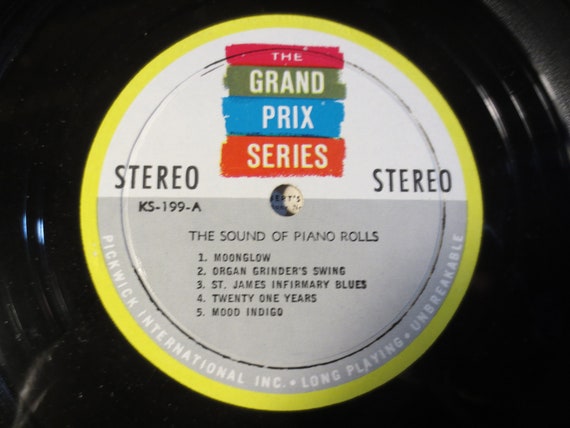 THE
GRAND
PRIX
SERIES
STEREO
STEREO
KS-199-A
THE SOUND OF PIANO ROLLS
1. MOONGLOW
2. ORGAN GRINDER'S SWING
3. ST. JAMES INFIRMARY BLUES
4. TWENTY ONE YEARS
5. MOOD INDIGO
PICKWICK INTERNATIONAL INC. • LONG PLAYING • UNBREAKABLE